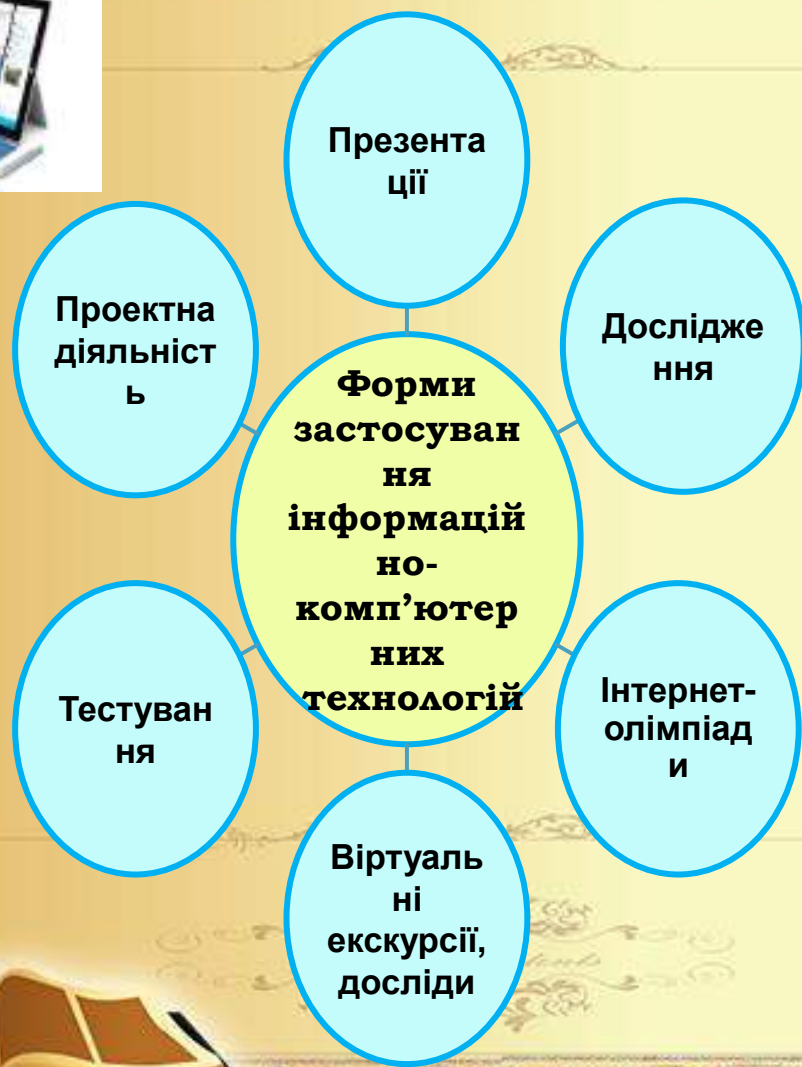 Презента
ції
Дослідже
ння
Інтернет-
олімпіад
и
Віртуаль
ні
екскурсії,
досліди
Тестуван
ня
Проектна
діяльніст
ь
Форми
застосуван
ня
інформацій
но-
комп’ютер
них
технологій